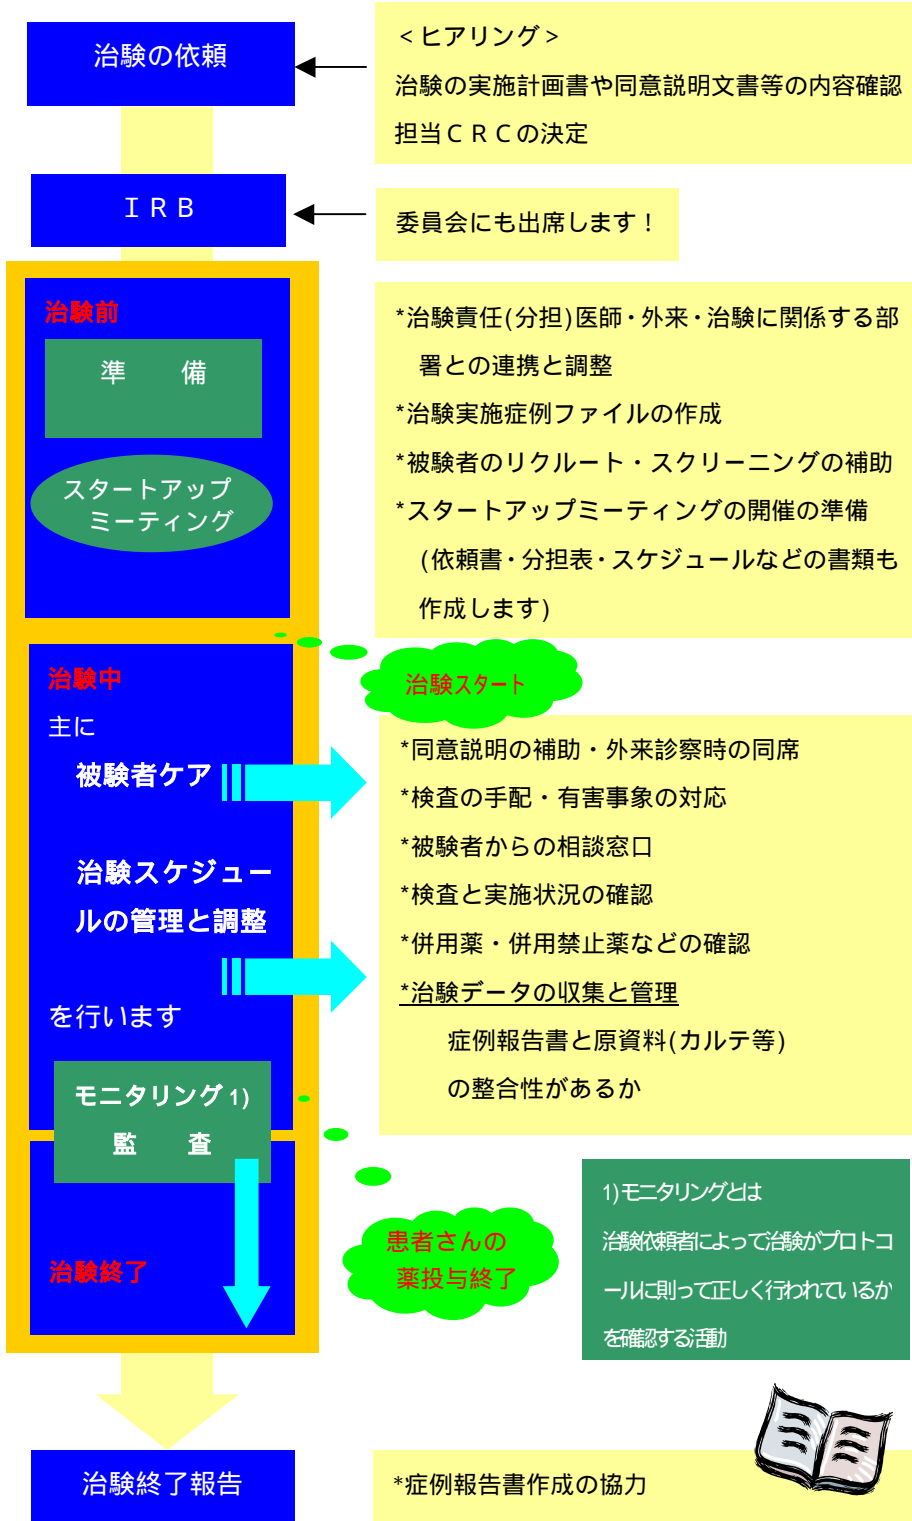 治験の依頼
＜ヒアリング＞
治験の実施計画書や同意説明文書等の内容確認
担当ＣＲＣの決定
ＩＲＢ
委員会にも出席します！
治験前
準　　備
スタートアップ
ミーティング
*治験責任(分担)医師・外来・治験に関係する部
署との連携と調整
*治験実施症例ファイルの作成
*被験者のリクルート・スクリーニングの補助
*スタートアップミーティングの開催の準備
(依頼書・分担表・スケジュールなどの書類も
作成します)
治験スタート
治験中
主に
被験者ケア
治験スケジュー
ルの管理と調整
を行います
*同意説明の補助・外来診察時の同席
*検査の手配・有害事象の対応
*被験者からの相談窓口
*検査と実施状況の確認
*併用薬・併用禁止薬などの確認
*治験データの収集と管理
症例報告書と原資料(カルテ等)
の整合性があるか
モニタリング 1)
監　　査
治験終了
患者さんの
薬投与終了
1)モニタリングとは
治験依頼者によって治験がプロトコ
ールに則って正しく行われているか
を確認する活動
治験終了報告
*症例報告書作成の協力